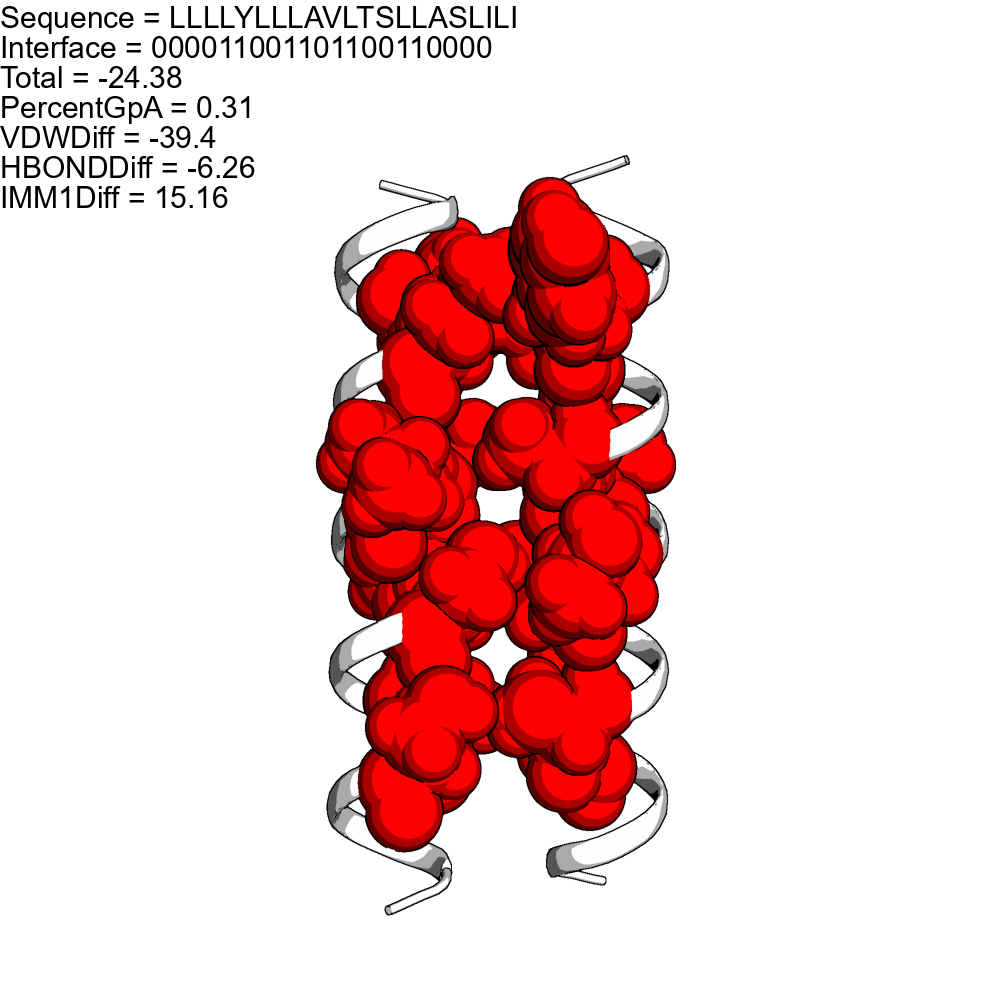 Sequence = LLLLYLLLAVLTSLLASLILI
Interface = 000011001101100110000
Total = -24.38
PercentGpA = 0.31
VDWDiff = -39.4
HBONDDiff = -6.26
IMM1Diff = 15.16